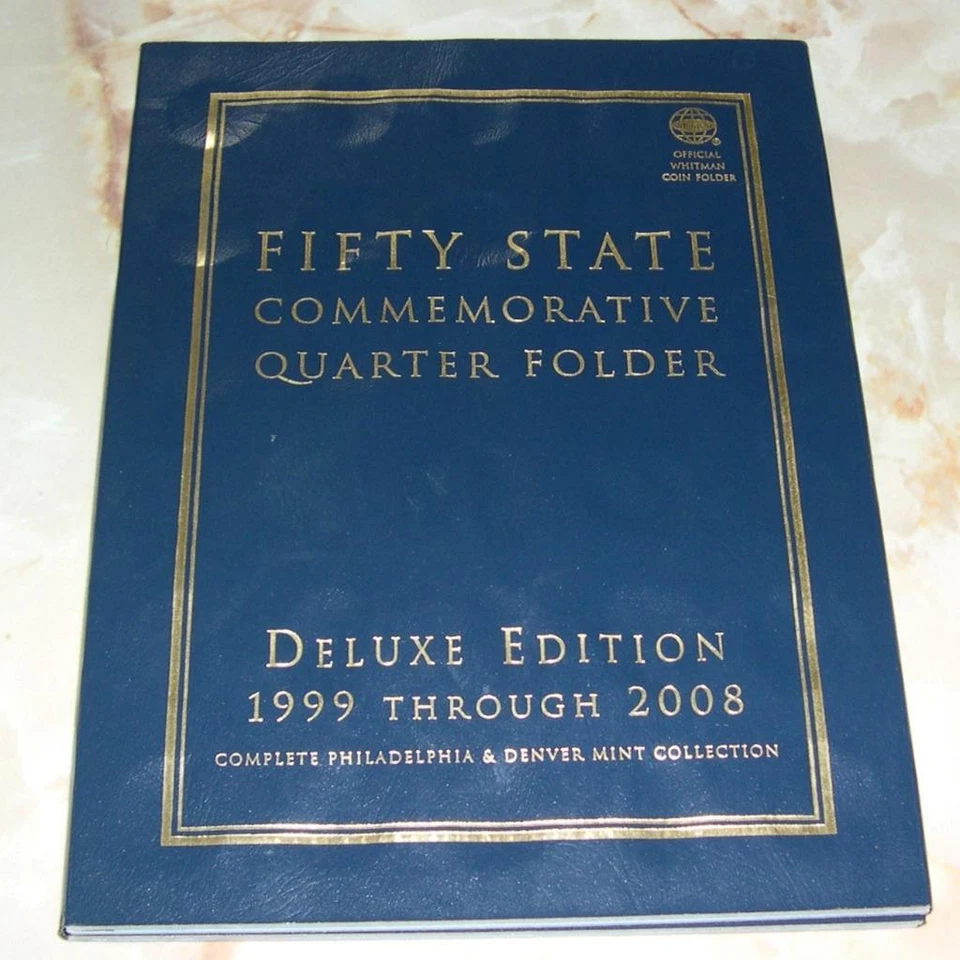 OFFICIAL
WHITMAN
COIN FOLDER
FIFTY STATE
COMMEMORATIVE
QUARTER FOLDER
DELUXE EDITION
1999 THROUGH 2008
COMPLETE PHILADELPHIA & DENVER MINT COLLECTION